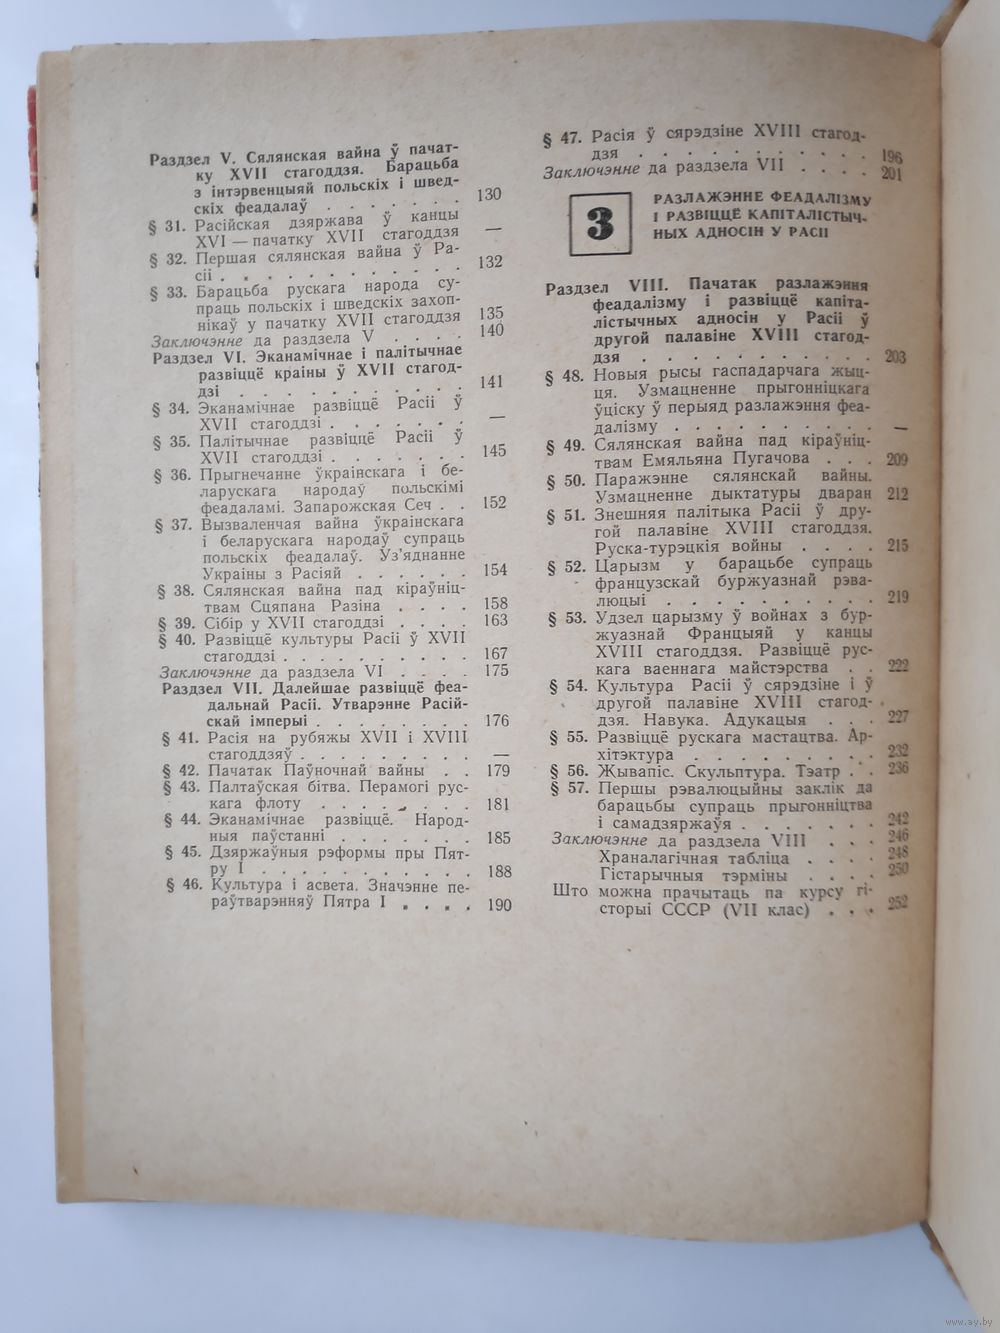 Раздзел V. Сялянская вайна ў пачат-
ку XVII стагоддзя. Барацьба
з інтэрвенцыяй польскіх і швед-
скіх феадалаў . . . . . . . 130
§ 31. Расійская дзяржава ў канцы
XVI — пачатку XVII стагоддзя —
§ 32. Першая сялянская вайна ў Ра-
сіі . . . . . . . . . . . 132
§ 33. Барацьба рускага народа су-
праць польскіх і шведскіх захоп-
нікаў у пачатку XVII стагоддзя 135
Заключэнне да раздзела V . . . . 140
Раздзел VI. Эканамічнае і палітычнае
развіццё краіны ў XVII стагод-
дзі . . . . . . . . . . 141
§ 34. Эканамічнае развіццё Расіі ў
XVII стагоддзі . . . . . . . —
§ 35. Палітычнае развіццё Расіі ў
XVII стагоддзі . . . . . . . 145
§ 36. Прыгнечанне ўкраінскага і бе-
ларускага народаў польскімі
феадаламі. Запарожская Сеч . . 152
§ 37. Вызваленчая вайна ўкраінскага
і беларускага народаў супраць
польскіх феадалаў. Уз’яднанне
Украіны з Расіяй . . . . . . 154
§ 38. Сялянская вайна пад кіраўніц-
твам Сцяпана Разіна . . . . 158
§ 39. Сібір у XVII стагоддзі . . . . 163
§ 40. Развіццё культуры Расіі ў XVII
стагоддзі . . . . . . . . . 167
Заключэнне да раздзела VI . . . . 175
Раздзел VII. Далейшае развіццё феа-
дальнай Расіі. Утварэнне Расій-
скай імперыі . . . . . . . . 176
§ 41. Расія на рубяжы XVII і XVIII
стагоддзяў . . . . . . . . . —
§ 42. Пачатак Паўночнай вайны . . 179
§ 43. Палтаўская бітва. Перамогі рус-
кага флоту . . . . . . . 181
§ 44. Эканамічнае развіццё. Народ-
ныя паўстанні . . . . . . . 185
§ 45. Дзяржаўныя рэформы пры Пят-
ру I . . . . . . . . . . . 188
§ 46. Культура і асвета. Значэнне пе-
раўтварэнняў Пятра I . . . . 190
§ 47. Расія ў сярэдзіне XVIII стагод-
дзя . . . . . . . . . . . 196
Заключэнне да раздзела VII . . . . 201
3
РАЗЛАЖЭННЕ ФЕАДАЛІЗМУ
І РАЗВІЦЦЁ КАПІТАЛІСТЫЧ-
НЫХ АДНОСІН У РАСІІ
Раздзел VIII. Пачатак разлажэння
феадалізму і развіццё капіта-
лістычных адносін у Расіі ў
другой палавіне XVIII стагод-
дзя . . . . . . . . . . . 203
§ 48. Новыя рысы гаспадарчага жыц-
ця. Узмацненне прыгонніцкага
ўціску ў перыяд разлажэння феа-
далізму . . . . . . . . . . —
§ 49. Сялянская вайна пад кіраўніц-
твам Емяльяна Пугачова . . . 209
§ 50. Паражэнне сялянскай вайны.
Узмацненне дыктатуры дваран 212
§ 51. Знешняя палітыка Расіі ў дру-
гой палавіне XVIII стагоддзя.
Руска-турэцкія войны . . . . 215
§ 52. Царызм у барацьбе супраць
французскай буржуазнай рэва-
люцыі . . . . . . . . . . 219
§ 53. Удзел царызму ў войнах з бур-
жуазнай Францыяй у канцы
XVIII стагоддзя. Развіццё рус-
кага ваеннага майстэрства . . 222
§ 54. Культура Расіі ў сярэдзіне і ў
другой палавіне XVIII стагод-
дзя. Навука. Адукацыя . . . 227
§ 55. Развіццё рускага мастацтва. Ар-
хітэктура . . . . . . . . . 232
§ 56. Жывапіс. Скульптура. Тэатр . . 236
§ 57. Першы рэвалюцыйны заклік да
барацьбы супраць прыгонніцтва
і самадзяржаўя . . . . . . . 242
Заключэнне да раздзела VIII . . . 246
Храналагічная табліца . . . . 248
Гістарычныя тэрміны . . . . 250
Што можна прачытаць па курсу гі-
сторыі СССР (VII клас) . . . 252
www.ay.by